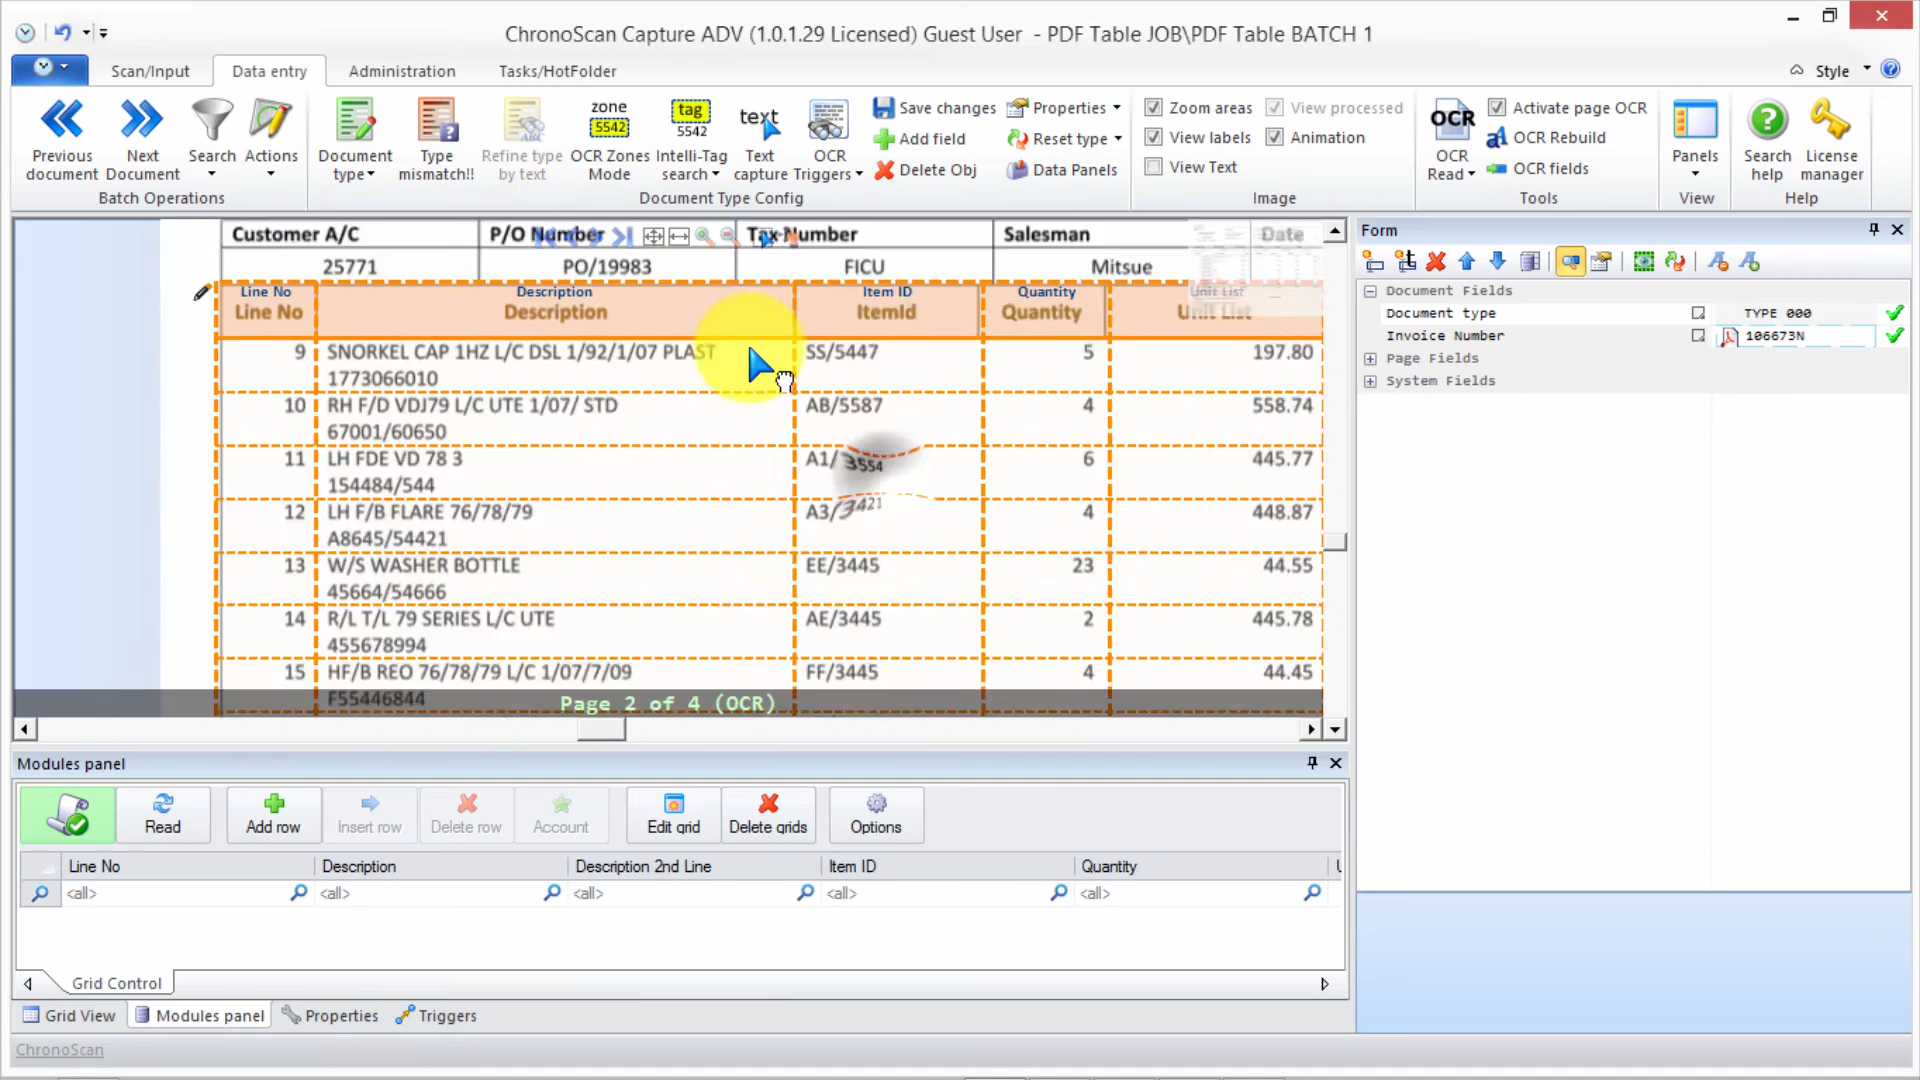 ChronoScan Capture ADV (1.0.1.29 Licensed) Guest User - PDF Table JOB\PDF Table BATCH 1
Scan/Input
Data entry
Administration
Tasks/HotFolder
Style
Previous document
Next Document
Search
Actions
Batch Operations
Document type
Type mismatch!!
Refine type by text
zone 5542
OCR Zones Mode
tag 5542
Intelli-Tag search
text
Text capture
OCR Triggers
Save changes
Add field
Delete Obj
Properties
Reset type
Data Panels
Document Type Config
Zoom areas
View processed
View labels
Animation
View Text
Image
OCR
OCR Read
Activate page OCR
OCR Rebuild
OCR fields
Tools
Panels
View
Search help
License manager
Help
Customer A/C P/O Number Tax Number Salesman Date
25771 PO/19983 FICU Mitsue
Line No Description Item ID Quantity Unit List
Line No Description ItemId Quantity Unit List
9 SNORKEL CAP 1HZ L/C DSL 1/92/1/07 PLAST SS/5447 5 197.80
1773066010
10 RH F/D VDJ79 L/C UTE 1/07/ STD AB/5587 4 558.74
67001/60650
11 LH FDE VD 78 3 A1/3554 6 445.77
154484/544
12 LH F/B FLARE 76/78/79 A3/3421 4 448.87
A8645/54421
13 W/S WASHER BOTTLE EE/3445 23 44.55
45664/54666
14 R/L T/L 79 SERIES L/C UTE AE/3445 2 445.78
455678994
15 HF/B REO 76/78/79 L/C 1/07/7/09 FF/3445 4 44.45
F55446844
Page 2 of 4 (OCR)
Form
Document Fields
Document type TYPE 000
Invoice Number 106673N
Page Fields
System Fields
Modules panel
Read
Add row
Insert row
Delete row
Account
Edit grid
Delete grids
Options
Line No Description Description 2nd Line Item ID Quantity
<all> <all> <all> <all> <all>
Grid Control
Grid View
Modules panel
Properties
Triggers
ChronoScan